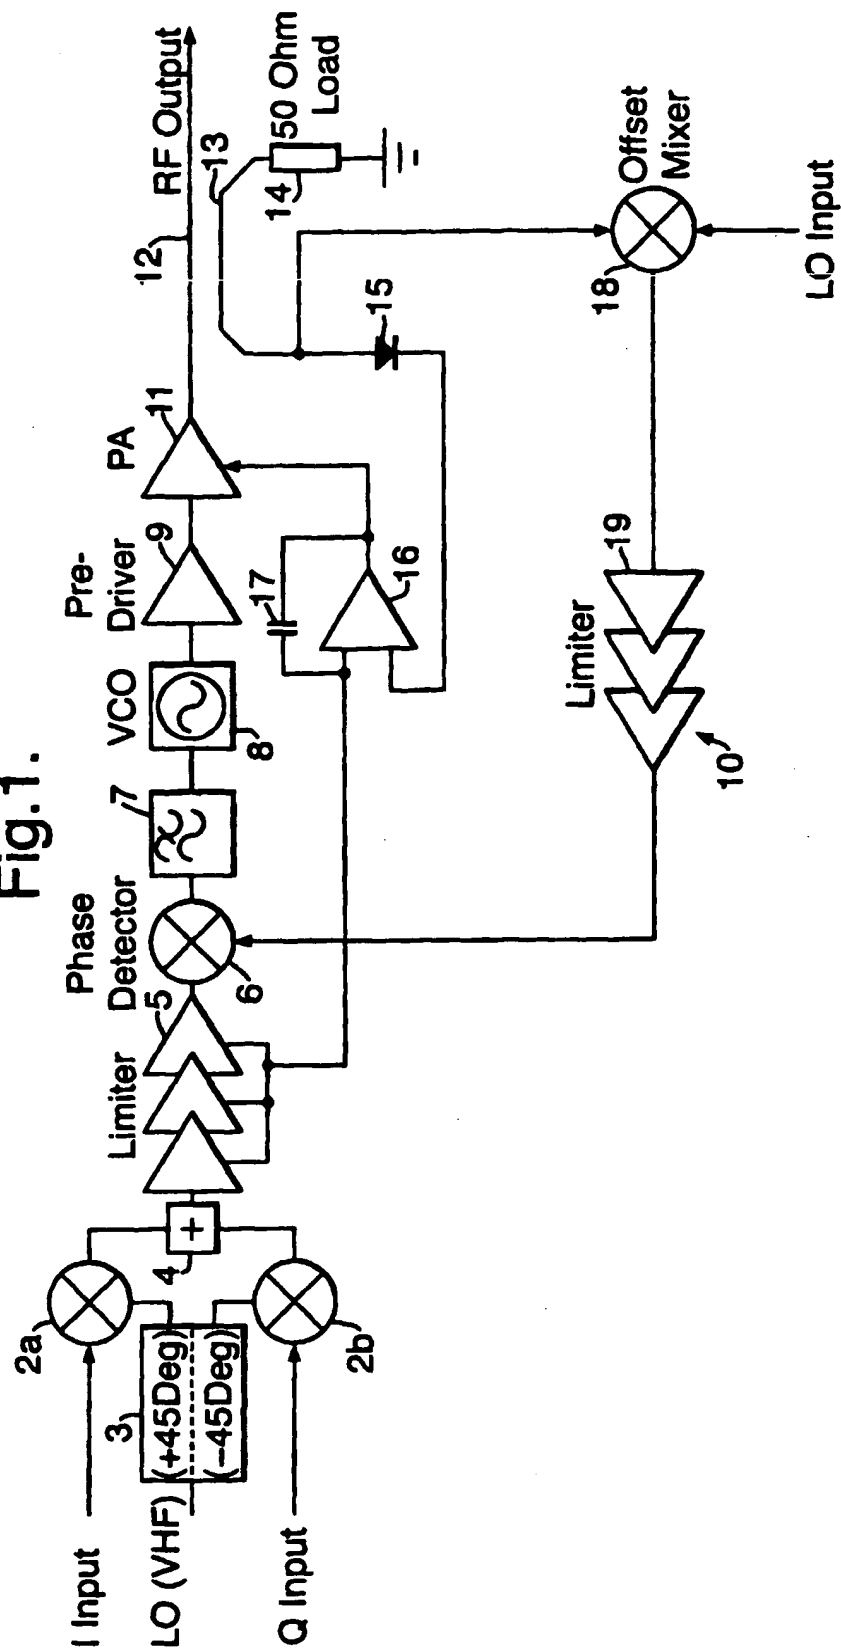 Fig.1.
I Input
LO (VHF)
Q Input
2a
3
(+45Deg)
(-45Deg)
2b
4
Limiter
5
Phase
Detector
6
7
VCO
8
Pre-
Driver
9
PA
11
12
RF Output
13
14
50 Ohm
Load
15
16
17
Offset
Mixer
18
LO Input
Limiter
19
10